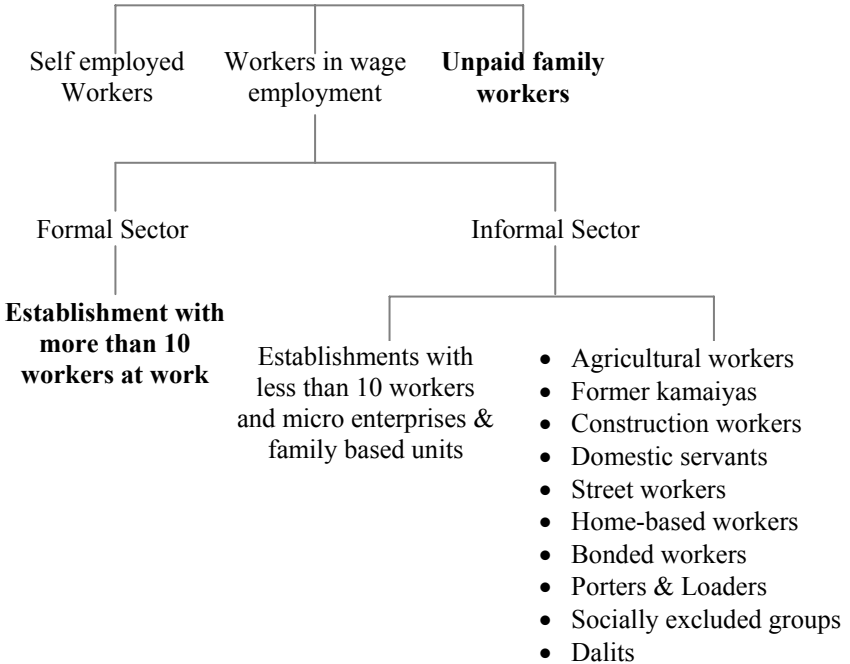 Self employed
Workers
Workers in wage
employment
Unpaid family
workers
Formal Sector
Informal Sector
Establishment with
more than 10
workers at work
Establishments with
less than 10 workers
and micro enterprises &
family based units
• Agricultural workers
• Former kamaiyas
• Construction workers
• Domestic servants
• Street workers
• Home-based workers
• Bonded workers
• Porters & Loaders
• Socially excluded groups
• Dalits